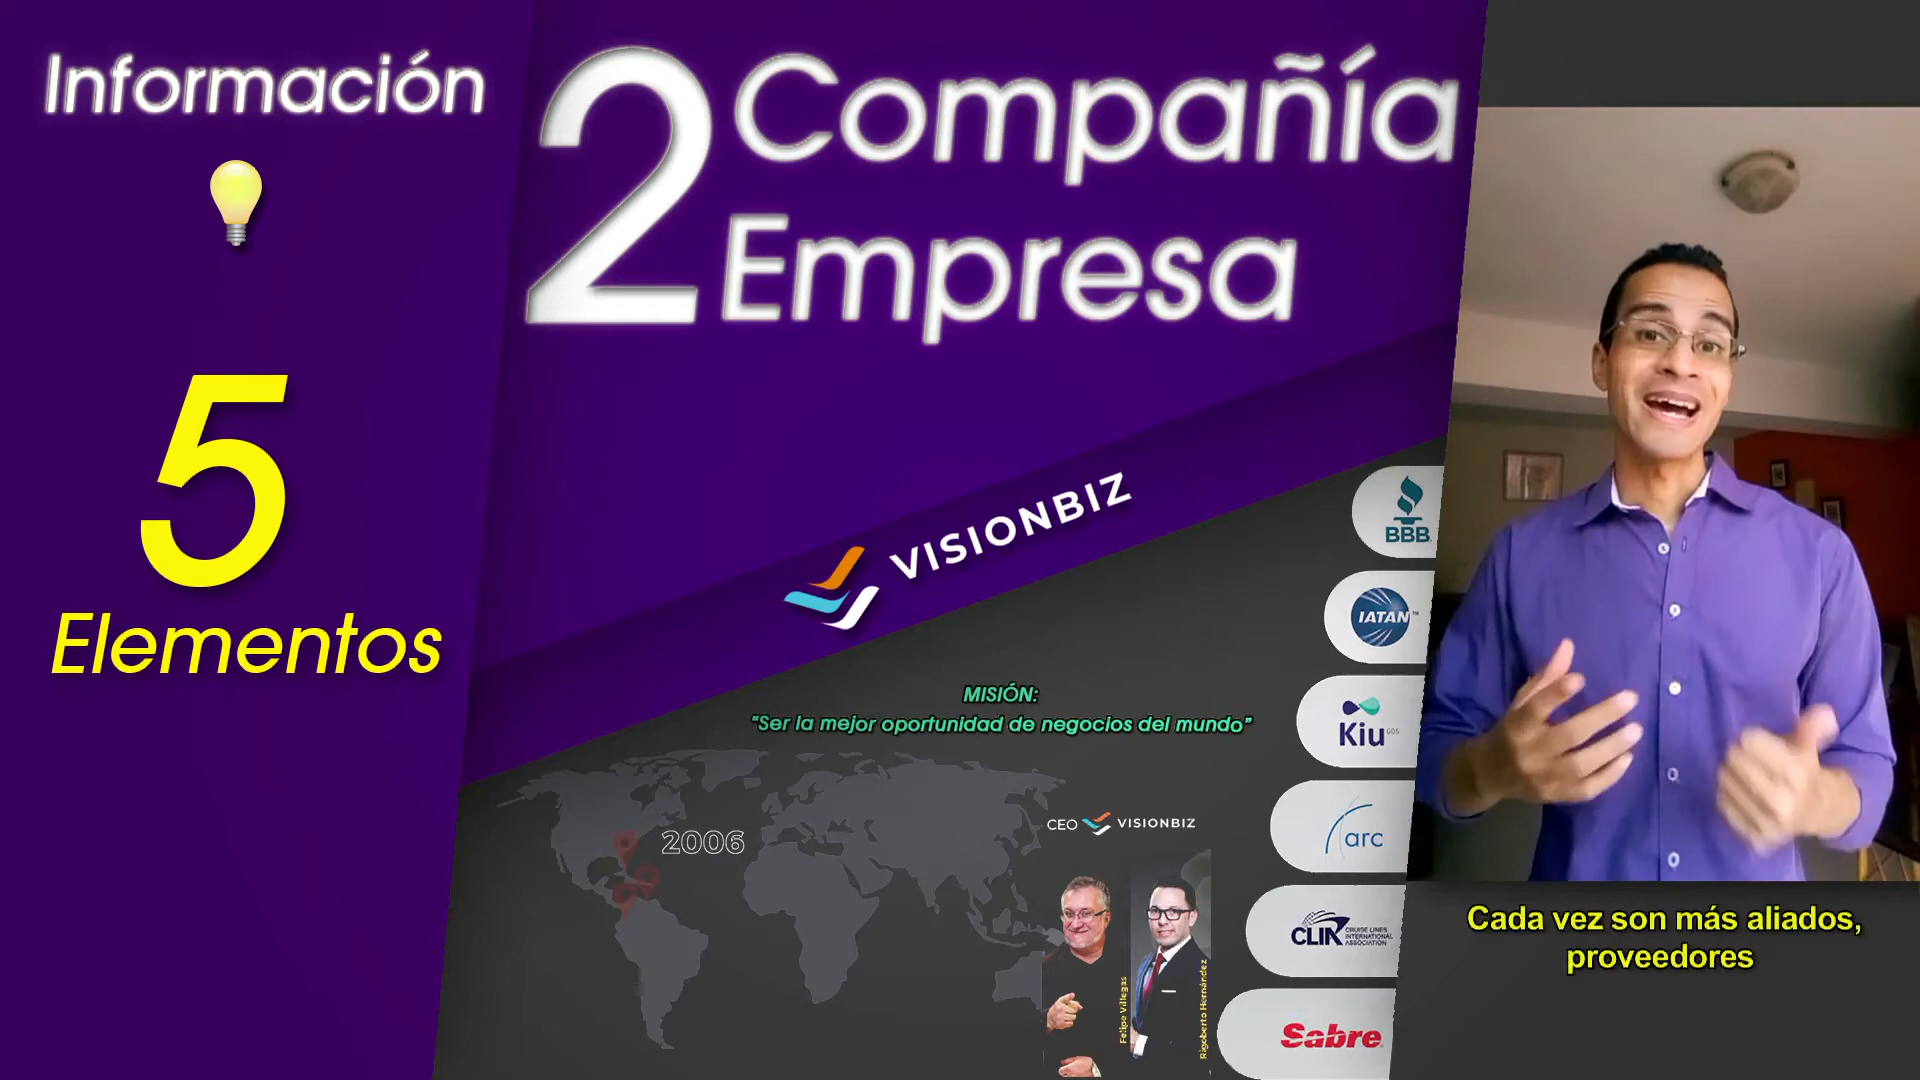 Información
5
Elementos
2
Compañía
Empresa
VISIONBIZ
MISIÓN:
"Ser la mejor oportunidad de negocios del mundo"
2006
CEO VISIONBIZ
Felipe Villegas
Rigoberto Hernández
BBB
IATAN™
Kiu GDS
arc
CLIA CRUISE LINES
INTERNATIONAL
ASSOCIATION
Sabre
Cada vez son más aliados,
proveedores